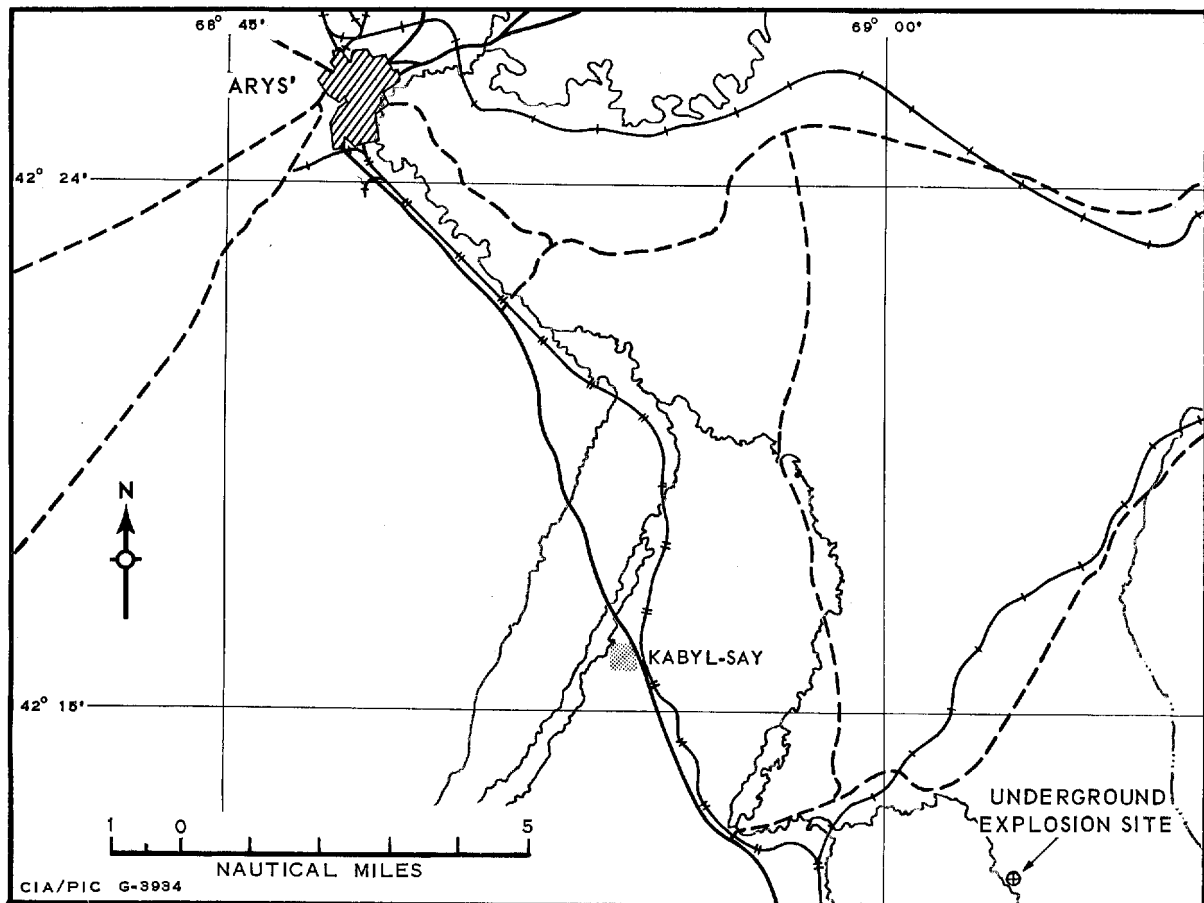 68° 45'
69° 00'
ARYS'
42° 24'
N
KABYL-SAY
42° 15'
UNDERGROUND
EXPLOSION SITE
1 0 5
NAUTICAL MILES
CIA/PIC G-3934